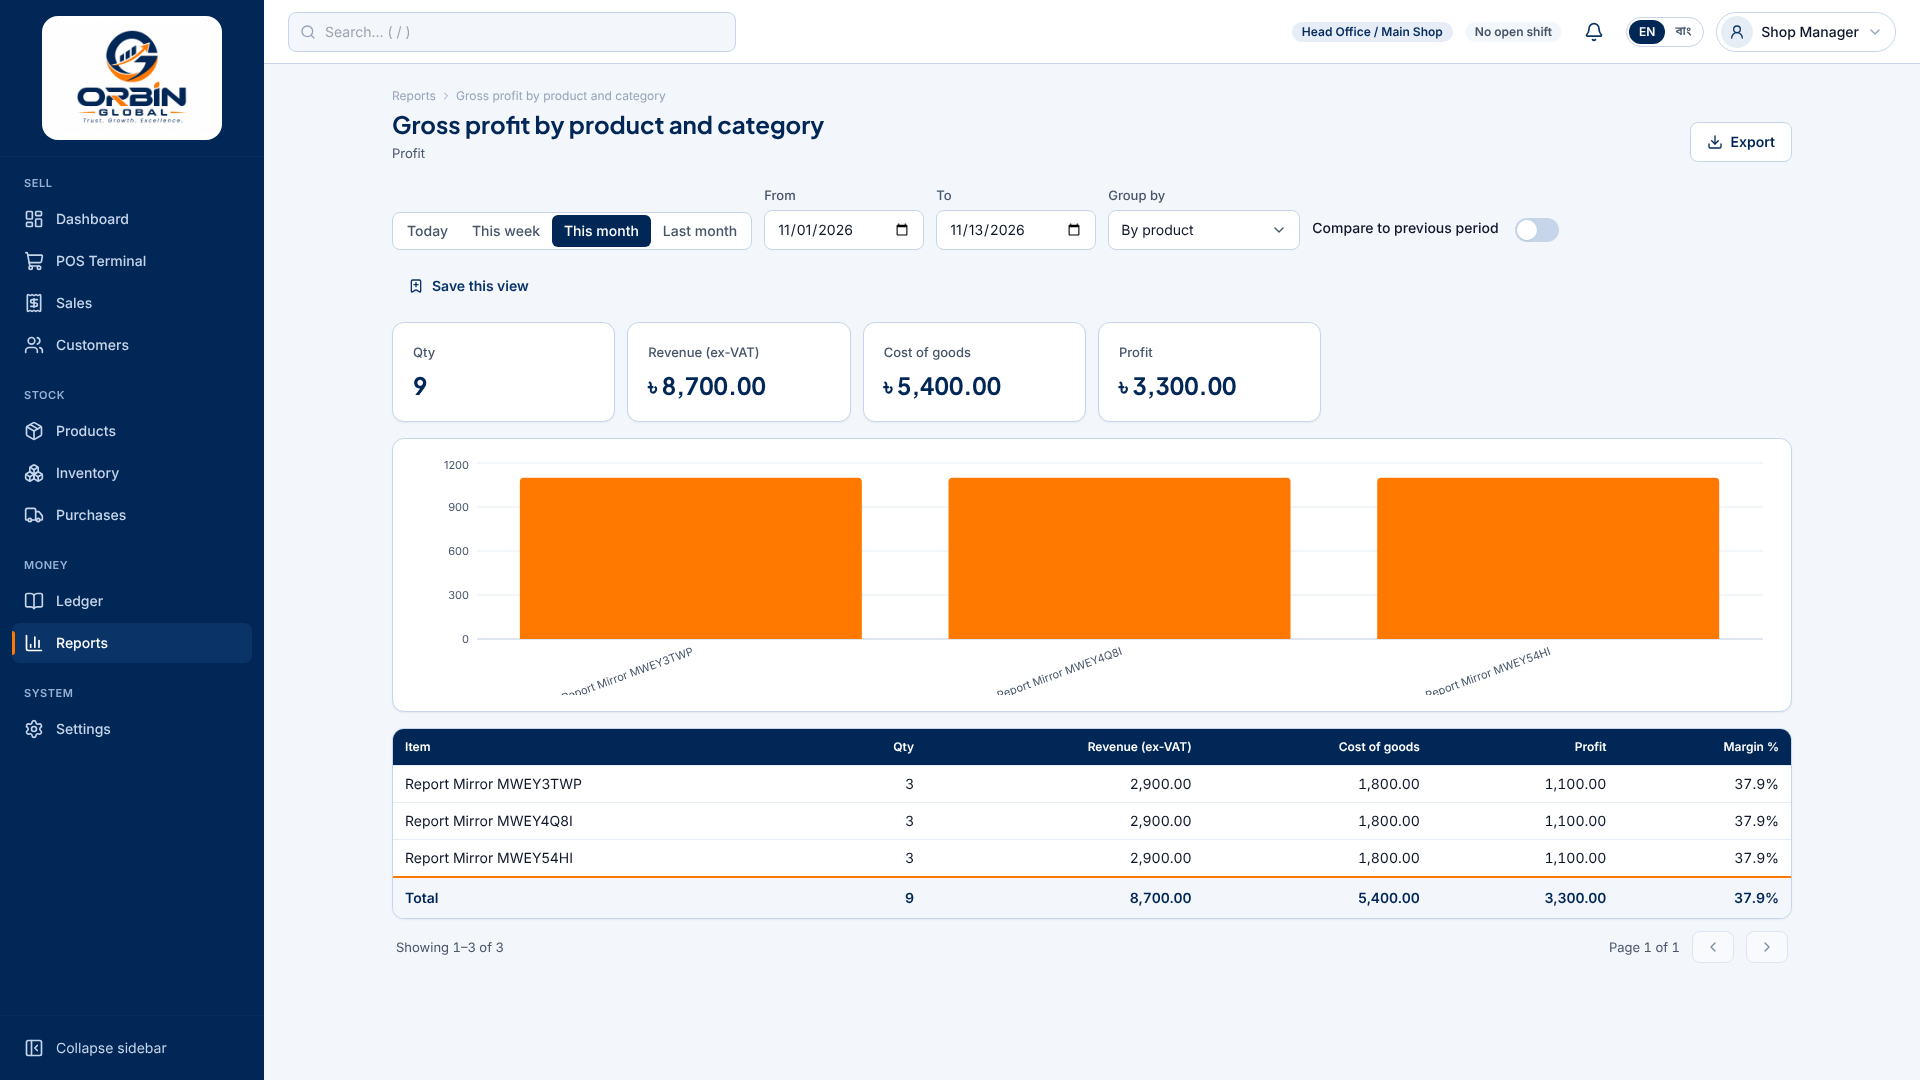 ORBIN
GLOBAL
Trust. Growth. Excellence.
Search... ( / )
Head Office / Main Shop
No open shift
EN
বাং
Shop Manager
SELL
Dashboard
POS Terminal
Sales
Customers
STOCK
Products
Inventory
Purchases
MONEY
Ledger
Reports
SYSTEM
Settings
Collapse sidebar
Reports > Gross profit by product and category
Gross profit by product and category
Profit
Export
Today This week This month Last month
From
11/01/2026
To
11/13/2026
Group by
By product
Compare to previous period
Save this view
Qty
9
Revenue (ex-VAT)
৳ 8,700.00
Cost of goods
৳ 5,400.00
Profit
৳ 3,300.00
1200
900
600
300
0
Mirror MWEY3TWP
Report Mirror MWEY4Q8I
Report Mirror MWEY54HI
Item Qty Revenue (ex-VAT) Cost of goods Profit Margin %
Report Mirror MWEY3TWP 3 2,900.00 1,800.00 1,100.00 37.9%
Report Mirror MWEY4Q8I 3 2,900.00 1,800.00 1,100.00 37.9%
Report Mirror MWEY54HI 3 2,900.00 1,800.00 1,100.00 37.9%
Total 9 8,700.00 5,400.00 3,300.00 37.9%
Showing 1–3 of 3
Page 1 of 1